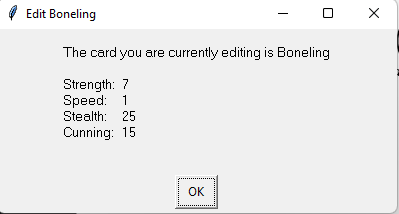 Edit Boneling
The card you are currently editing is Boneling
Strength: 7
Speed: 1
Stealth: 25
Cunning: 15
OK